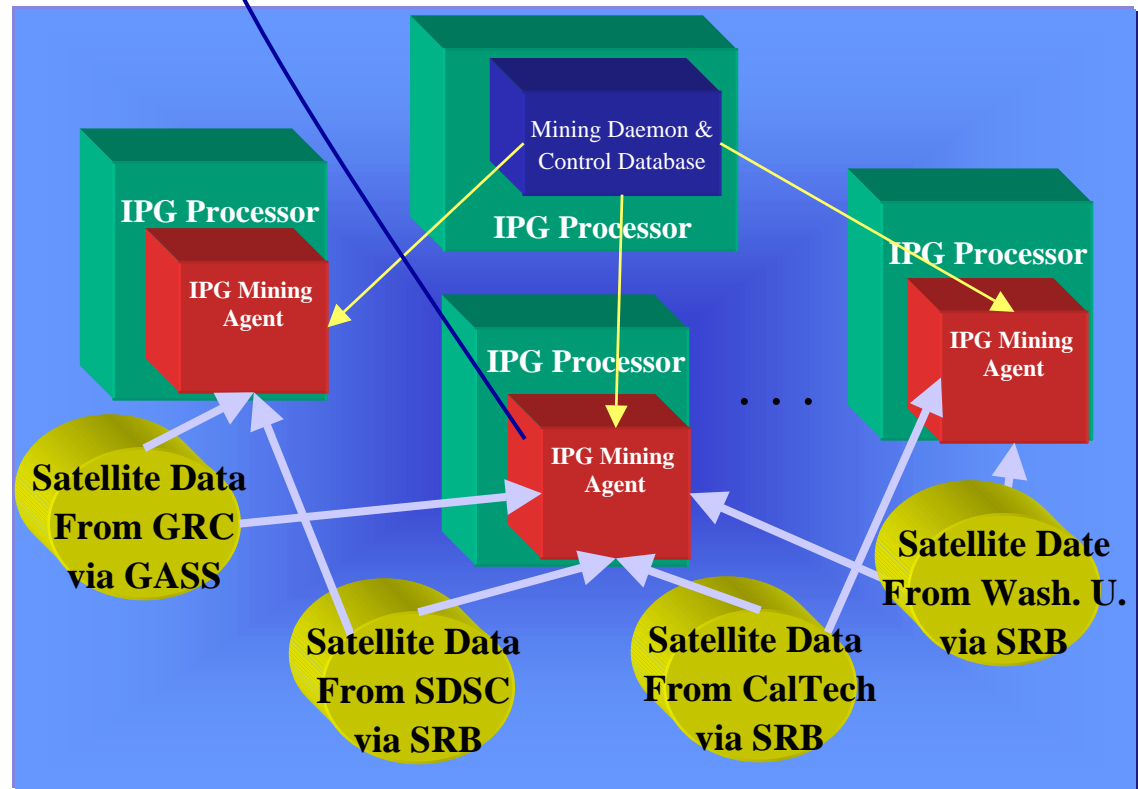 Mining Daemon &
Control Database
IPG Processor
IPG Processor
IPG Mining
Agent
IPG Processor
IPG Mining
Agent
IPG Processor
IPG Mining
Agent
. . .
Satellite Data
From GRC
via GASS
Satellite Data
From SDSC
via SRB
Satellite Data
From CalTech
via SRB
Satellite Date
From Wash. U.
via SRB